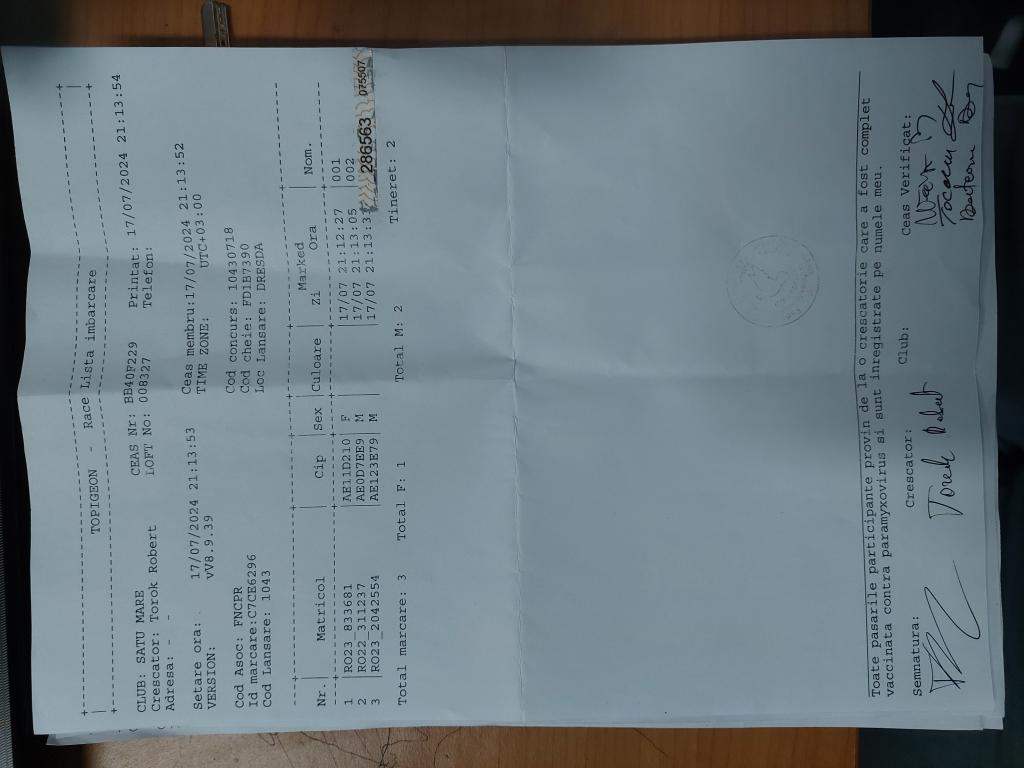 +------------------------------------------------------------------+
| TOPIGEON - Race Lista imbarcare |
+------------------------------------------------------------------+
CLUB: SATU MARE CEAS Nr: BB40F229 Printat: 17/07/2024 21:13:54
Crescator: Torok Robert LOFT No: 008327 Telefon:
Adresa: - -
Setare ora: 17/07/2024 21:13:53 Ceas membru:17/07/2024 21:13:52
VERSION: vV8.9.39 TIME ZONE: UTC+03:00
Cod Asoc: FNCPR Cod concurs: 10430718
Id marcare:C7CE6296 Cod cheie: FD1B7390
Cod Lansare: 1043 Loc Lansare: DRESDA
Marked
Nr.| Matricol | Cip |Sex |Culoare | Zi Ora | Nom.
1 |RO23_833681 |AE11D210 | F | |17/07 21:12:27 |001
2 |RO22_311237 |AE0D7EE9 | M | |17/07 21:13:05 |002
3 |RO23_2042554 |AE123E79 | M | |17/07 21:13:3
286563 075507
Total marcare: 3 Total F: 1 Total M: 2 Tineret: 2
Toate pasarile participante provin de la o crescatorie care a fost complet
vaccinata contra paramyxovirus si sunt inregistrate pe numele meu.
Semnatura: Crescator: Club: Ceas Verificat:
Torok Robert